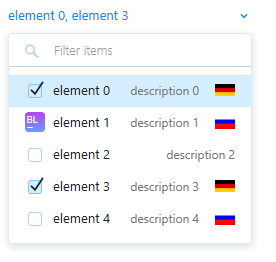 element 0, element 3
Filter items
element 0 description 0
BL element 1 description 1
element 2 description 2
element 3 description 3
element 4 description 4